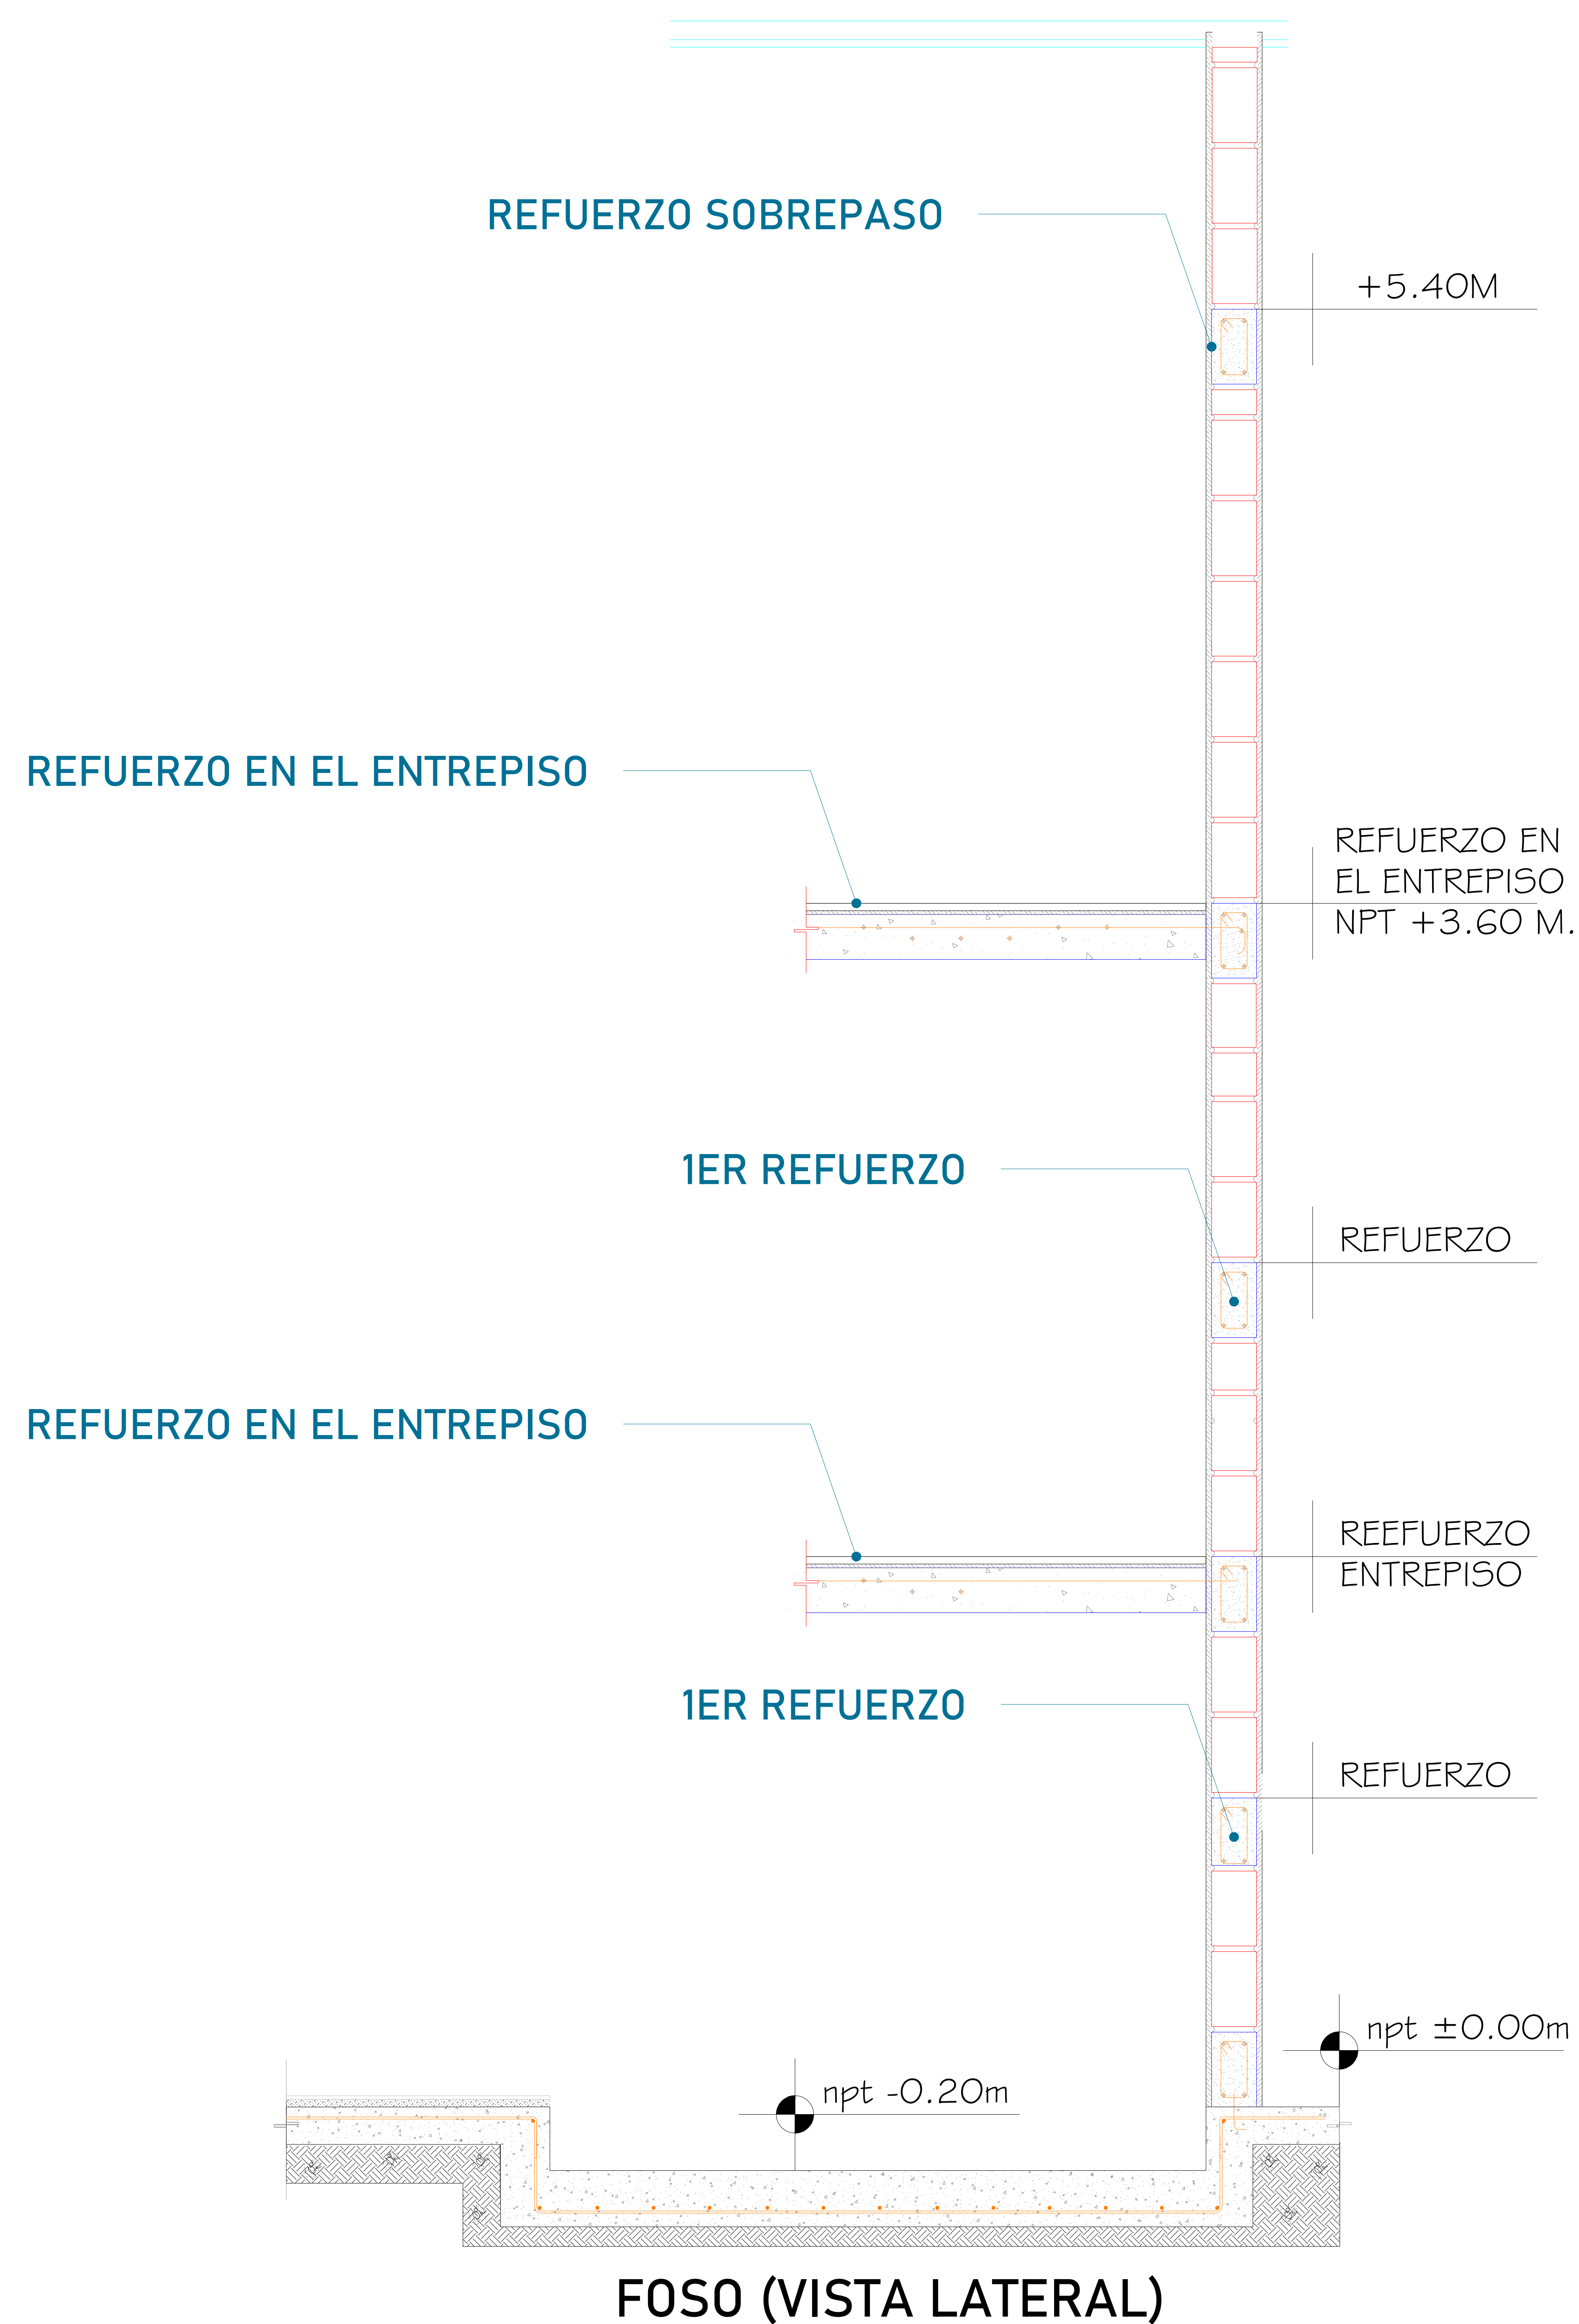 REFUERZO SOBREPASO
+5.40M
REFUERZO EN EL ENTREPISO
REFUERZO EN
EL ENTREPISO
NPT +3.60 M.
1ER REFUERZO
REFUERZO
REFUERZO EN EL ENTREPISO
REEFUERZO
ENTREPISO
1ER REFUERZO
REFUERZO
npt ±0.00m
npt -0.20m
FOSO (VISTA LATERAL)